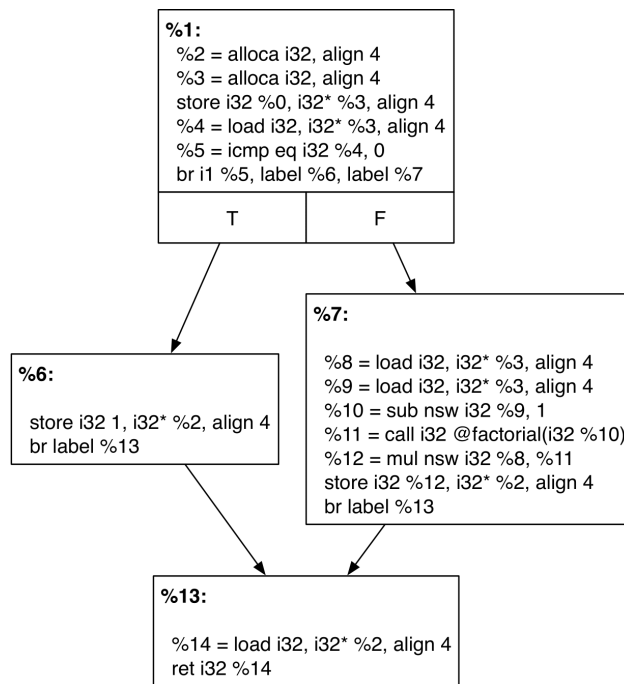 %1:
%2 = alloca i32, align 4
%3 = alloca i32, align 4
store i32 %0, i32* %3, align 4
%4 = load i32, i32* %3, align 4
%5 = icmp eq i32 %4, 0
br i1 %5, label %6, label %7
T
F
%6:
store i32 1, i32* %2, align 4
br label %13
%7:
%8 = load i32, i32* %3, align 4
%9 = load i32, i32* %3, align 4
%10 = sub nsw i32 %9, 1
%11 = call i32 @factorial(i32 %10)
%12 = mul nsw i32 %8, %11
store i32 %12, i32* %2, align 4
br label %13
%13:
%14 = load i32, i32* %2, align 4
ret i32 %14